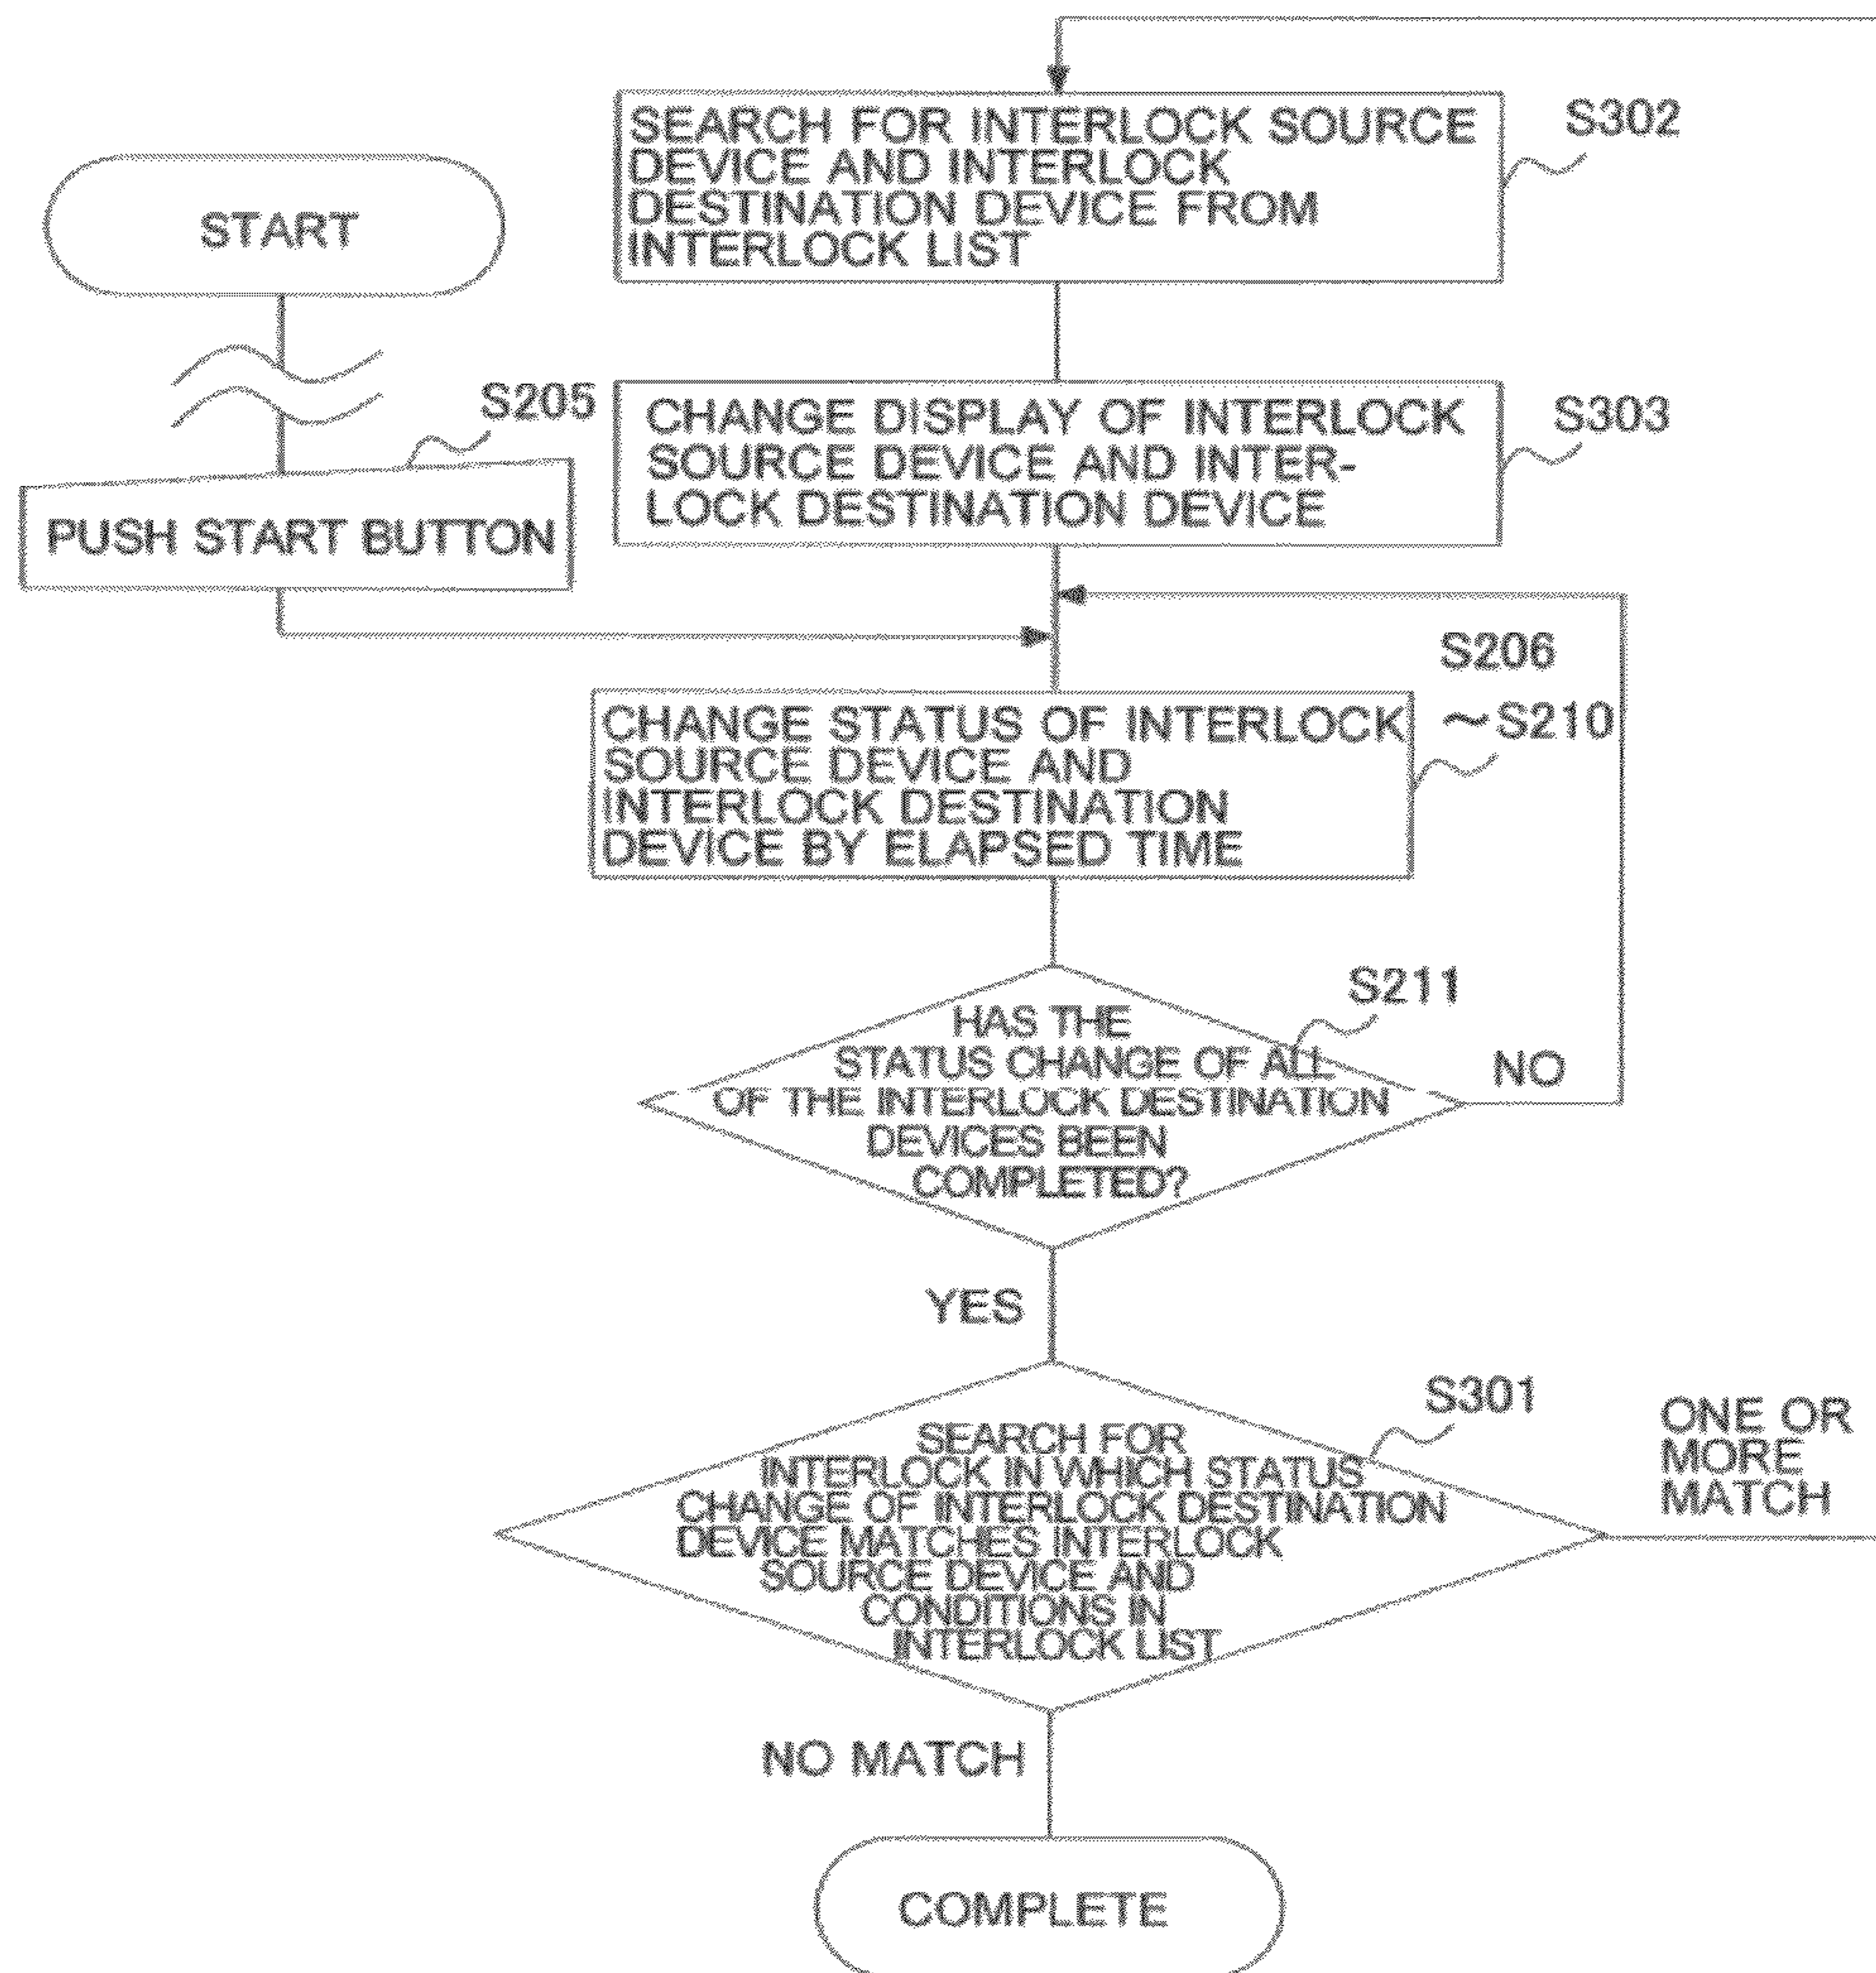 START
S205
PUSH START BUTTON
SEARCH FOR INTERLOCK SOURCE
DEVICE AND INTERLOCK
DESTINATION DEVICE FROM
INTERLOCK LIST
S302
CHANGE DISPLAY OF INTERLOCK
SOURCE DEVICE AND INTER-
LOCK DESTINATION DEVICE
S303
CHANGE STATUS OF INTERLOCK
SOURCE DEVICE AND
INTERLOCK DESTINATION
DEVICE BY ELAPSED TIME
S206
~S210
HAS THE
STATUS CHANGE OF ALL
OF THE INTERLOCK DESTINATION
DEVICES BEEN
COMPLETED?
S211
NO
YES
SEARCH FOR
INTERLOCK IN WHICH STATUS
CHANGE OF INTERLOCK DESTINATION
DEVICE MATCHES INTERLOCK
SOURCE DEVICE AND
CONDITIONS IN
INTERLOCK LIST
S301
ONE OR
MORE
MATCH
NO MATCH
COMPLETE